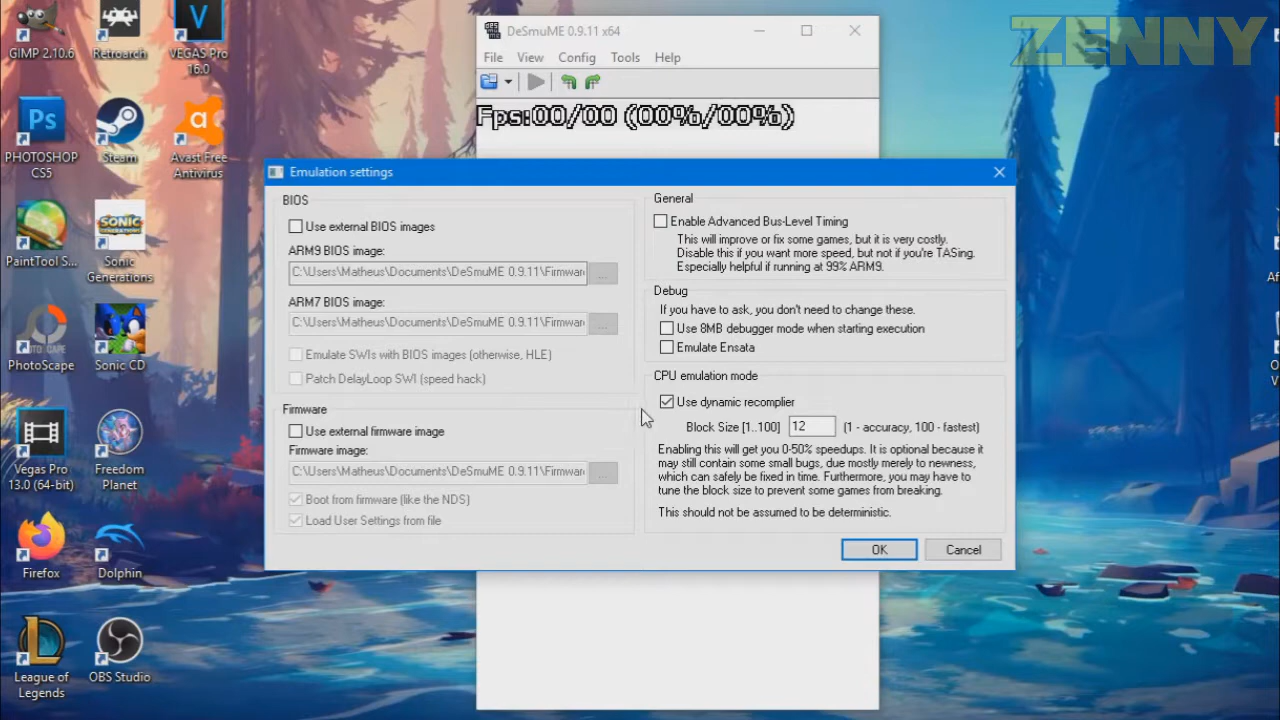 ZENNY
GIMP 2.10.6
Retroarch
VEGAS Pro
16.0
Ps
PHOTOSHOP
CS5
Steam
Avast Free
Antivirus
PaintTool S...
SONIC
Sonic
Generations
PhotoScape
Sonic CD
Vegas Pro
13.0 (64-bit)
Freedom
Planet
Firefox
Dolphin
League of
Legends
OBS Studio
DeSmuME 0.9.11 x64
File View Config Tools Help
Fps:00/00 (00%/00%)
Emulation settings
BIOS
Use external BIOS images
ARM9 BIOS image:
C:\Users\Matheus\Documents\DeSmuME 0.9.11\Firmwar
...
ARM7 BIOS image:
C:\Users\Matheus\Documents\DeSmuME 0.9.11\Firmwar
...
Emulate SWIs with BIOS images (otherwise, HLE)
Patch DelayLoop SWI (speed hack)
Firmware
Use external firmware image
Firmware image:
C:\Users\Matheus\Documents\DeSmuME 0.9.11\Firmwar
...
Boot from firmware (like the NDS)
Load User Settings from file
General
Enable Advanced Bus-Level Timing
This will improve or fix some games, but it is very costly.
Disable this if you want more speed, but not if you're TASing.
Especially helpful if running at 99% ARM9.
Debug
If you have to ask, you don't need to change these.
Use 8MB debugger mode when starting execution
Emulate Ensata
CPU emulation mode
Use dynamic recomplier
Block Size [1..100] 12 (1 - accuracy, 100 - fastest)
Enabling this will get you 0-50% speedups. It is optional because it
may still contain some small bugs, due mostly merely to newness,
which can safely be fixed in time. Furthermore, you may have to
tune the block size to prevent some games from breaking.
This should not be assumed to be deterministic.
OK
Cancel